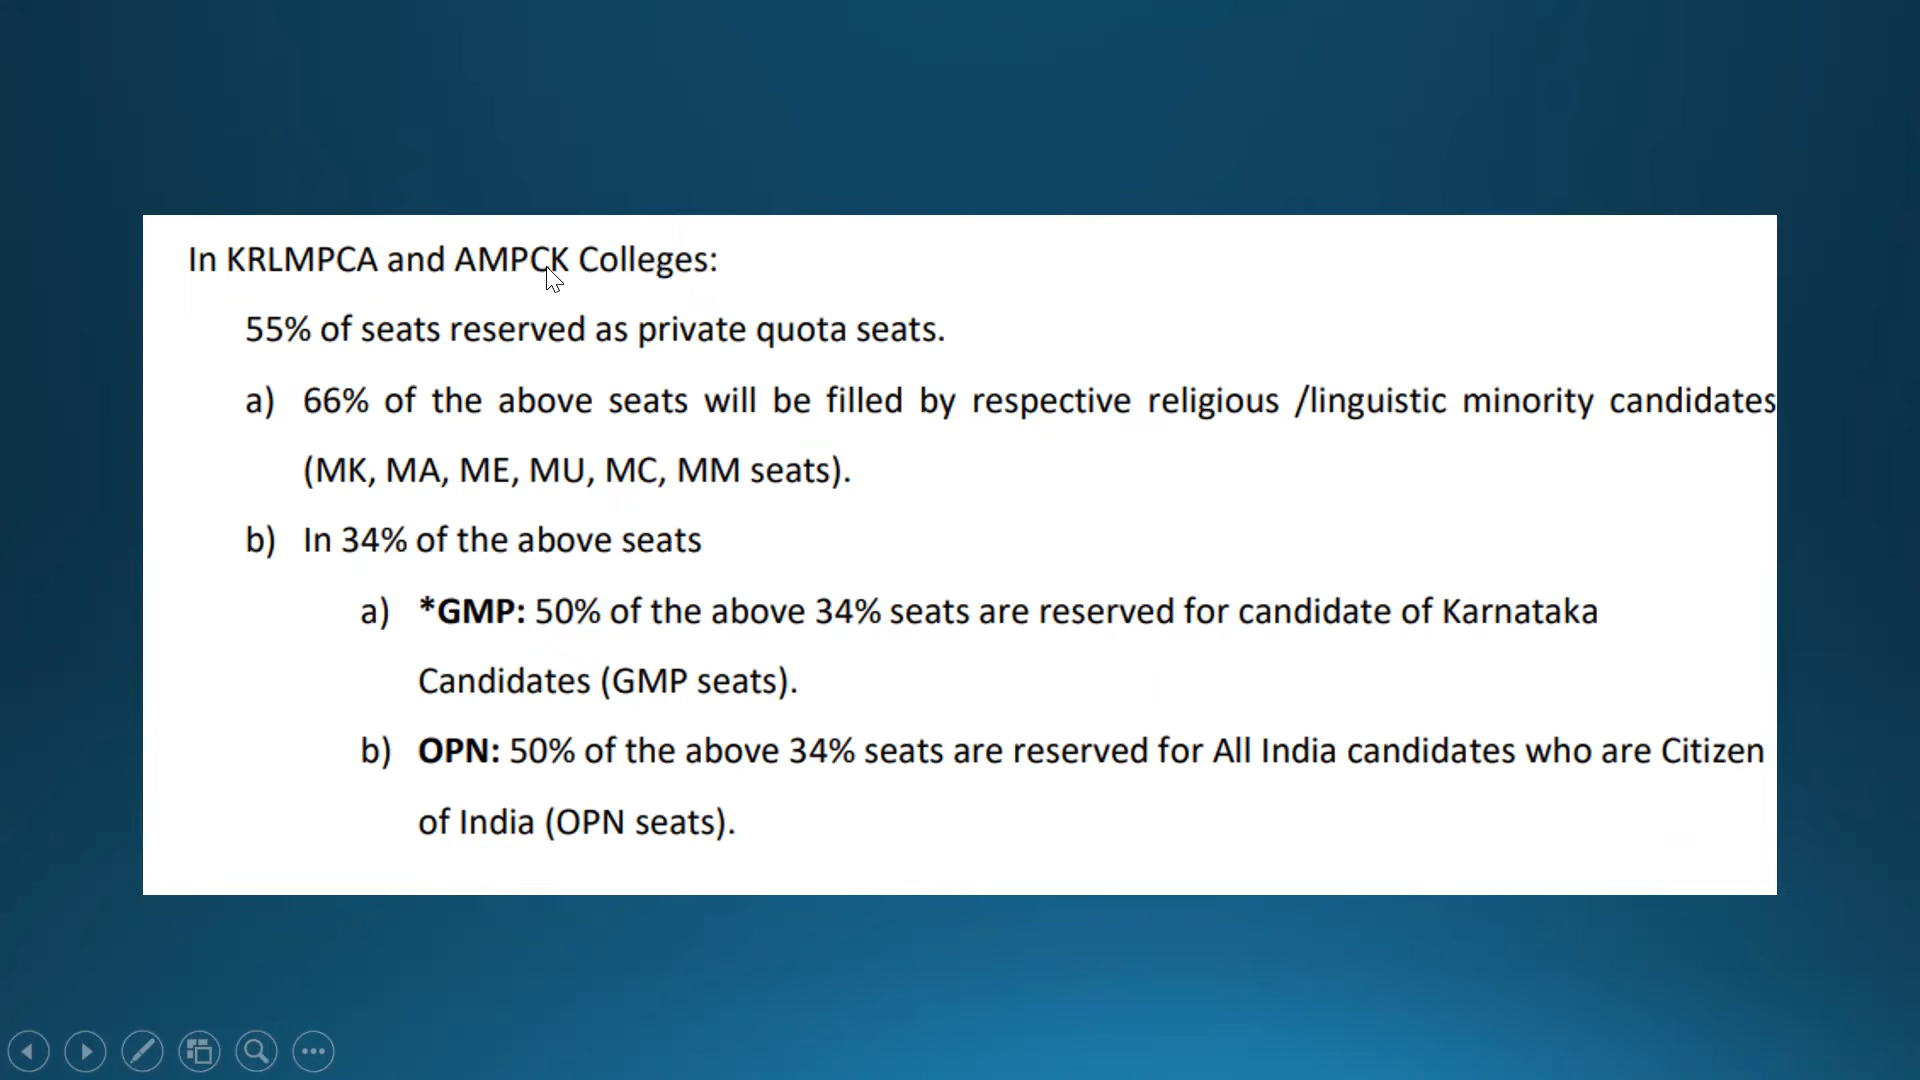 In KRLMPCA and AMPCK Colleges:
55% of seats reserved as private quota seats.
a) 66% of the above seats will be filled by respective religious /linguistic minority candidates
(MK, MA, ME, MU, MC, MM seats).
b) In 34% of the above seats
a) *GMP: 50% of the above 34% seats are reserved for candidate of Karnataka
Candidates (GMP seats).
b) OPN: 50% of the above 34% seats are reserved for All India candidates who are Citizen
of India (OPN seats).